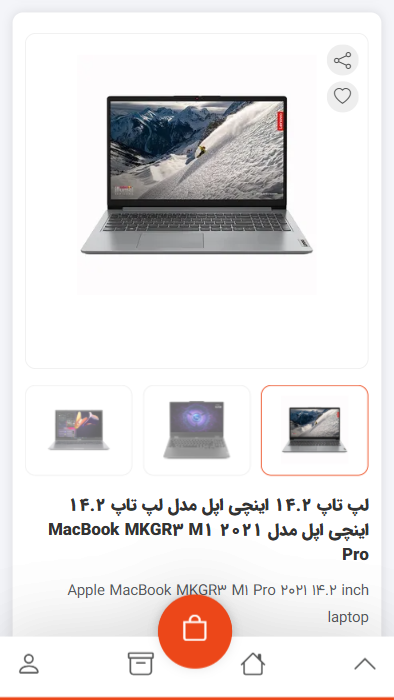 لپ تاپ ۱۴.۲ اینچی اپل مدل لپ تاپ ۱۴.۲
اینچی اپل مدل MacBook MKGR۳ M۱ ۲۰۲۱
Pro
Apple MacBook MKGR۳ M۱ Pro ۲۰۲۱ ۱۴.۲ inch
laptop